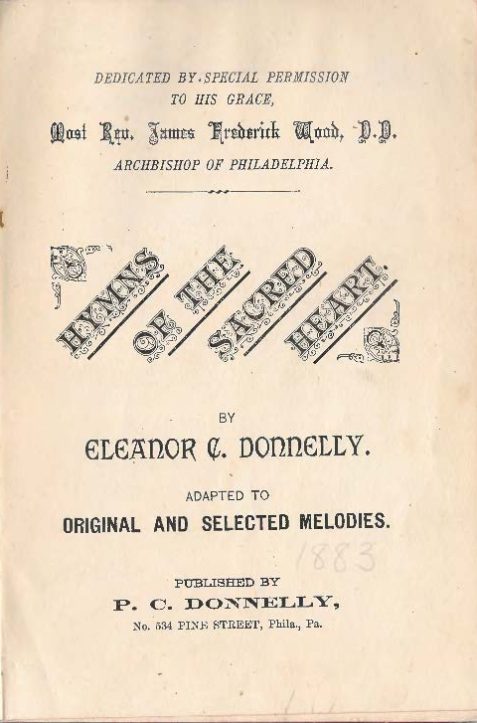 DEDICATED BY SPECIAL PERMISSION
TO HIS GRACE,
Most Rev. James Frederick Wood, D.D.
ARCHBISHOP OF PHILADELPHIA.
HYMNS
OF THE
SACRED
HEART.
BY
ELEANOR C. DONNELLY.
ADAPTED TO
ORIGINAL AND SELECTED MELODIES.
1883
PUBLISHED BY
P. C. DONNELLY,
No. 534 PINE STREET, Phila., Pa.